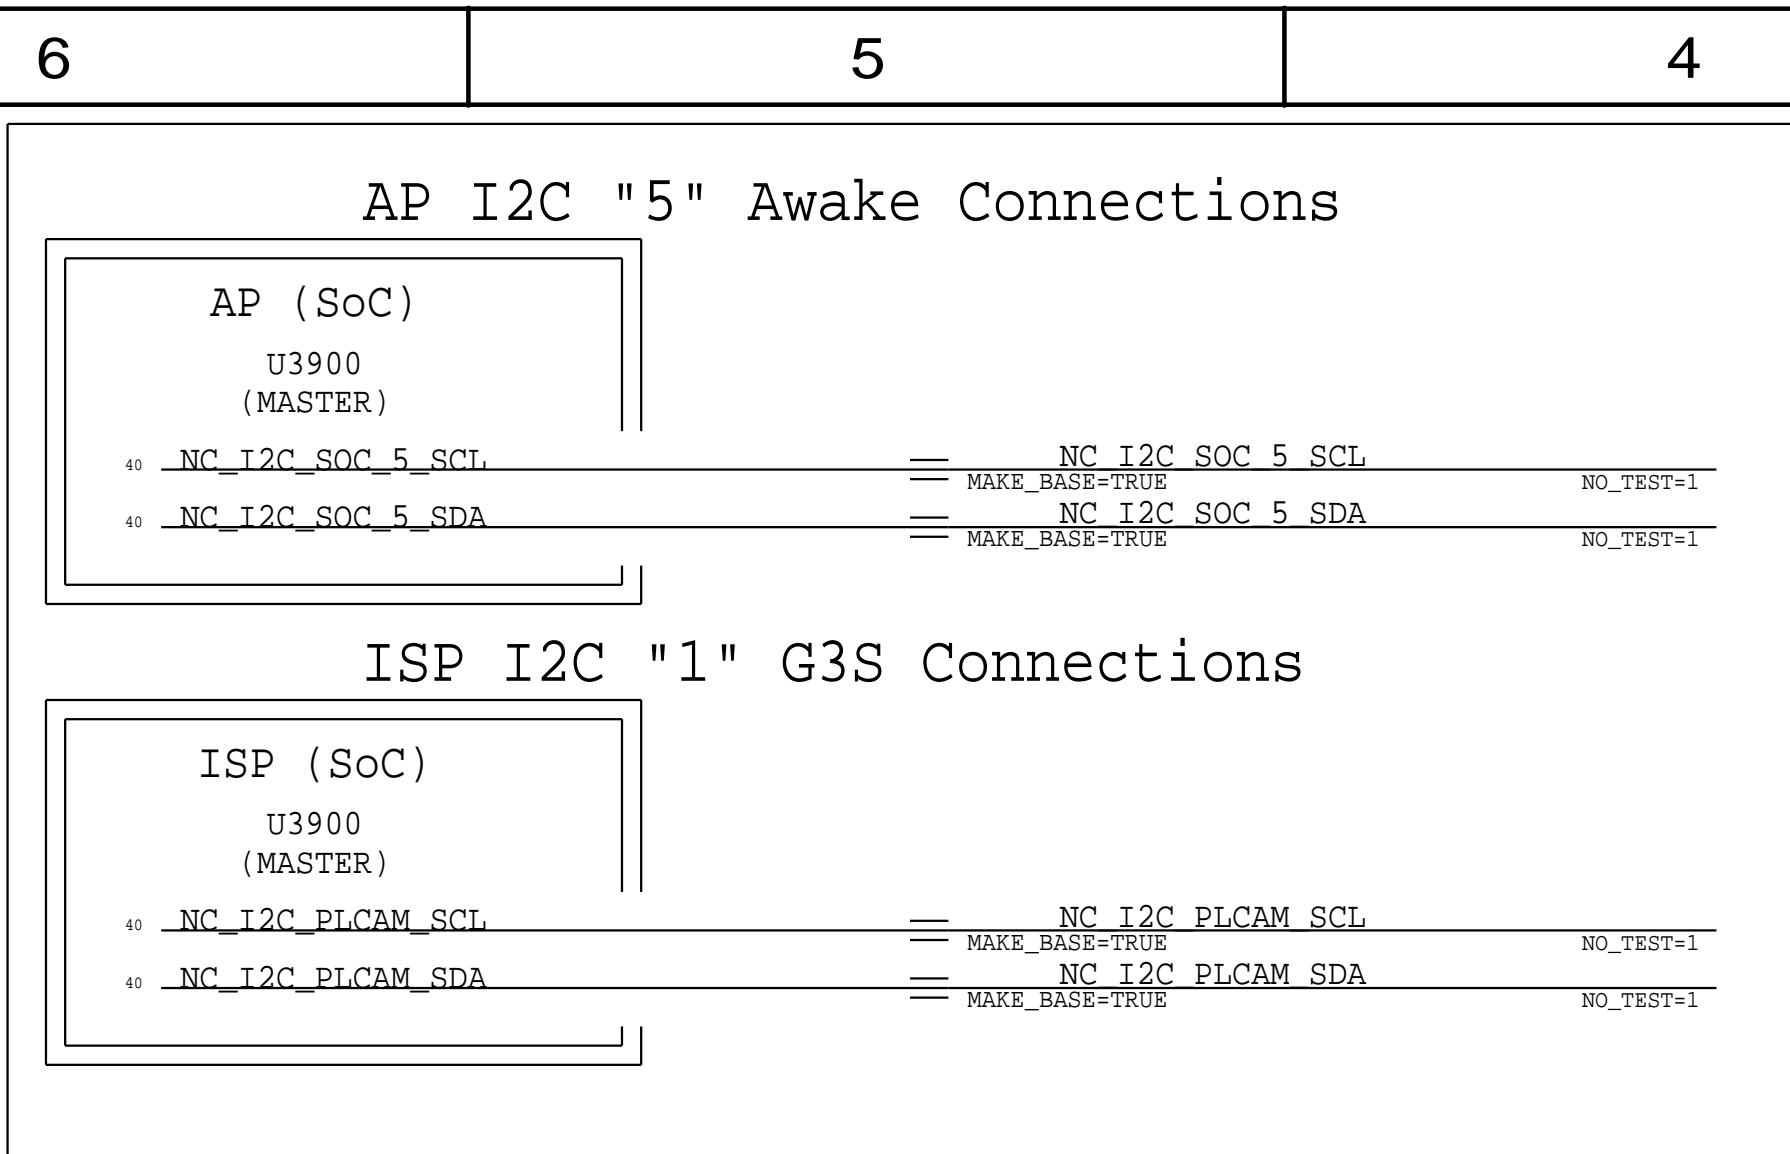 6 5 4
AP I2C "5" Awake Connections
AP (SoC)
U3900
(MASTER)
40 NC_I2C_SOC_5_SCL NC_I2C_SOC_5_SCL
MAKE_BASE=TRUE NO_TEST=1
40 NC_I2C_SOC_5_SDA NC_I2C_SOC_5_SDA
MAKE_BASE=TRUE NO_TEST=1
ISP I2C "1" G3S Connections
ISP (SoC)
U3900
(MASTER)
40 NC_I2C_PLCAM_SCL NC_I2C_PLCAM_SCL
MAKE_BASE=TRUE NO_TEST=1
40 NC_I2C_PLCAM_SDA NC_I2C_PLCAM_SDA
MAKE_BASE=TRUE NO_TEST=1